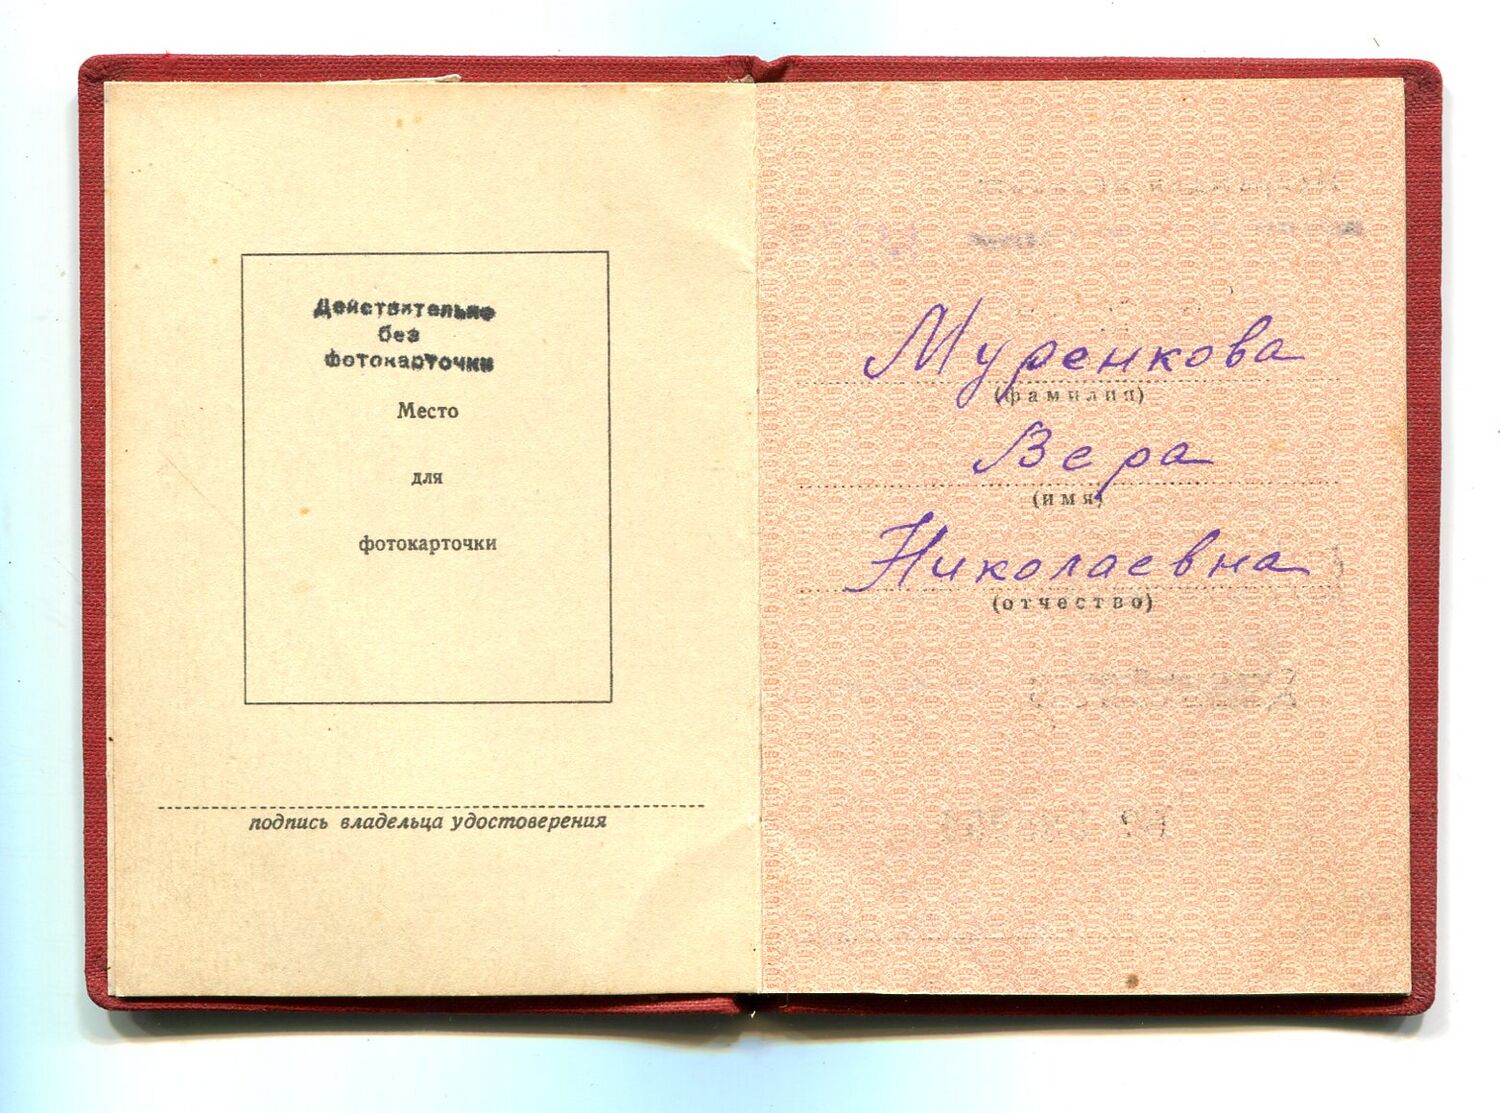 Действительно
без
фотокарточки
Место
для
фотокарточки
подпись владельца удостоверения
Муренкова
(фамилия)
Вера
(имя)
Николаевна
(отчество)